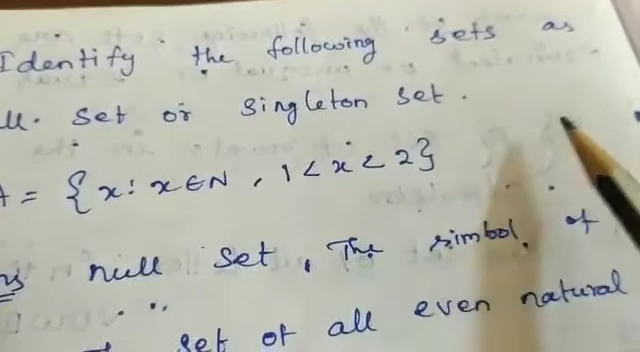 Identify the following sets as
set or singleton set.
A = {x: x∈N, 1 < x < 2}
null set, The simbol of
set of all even natural